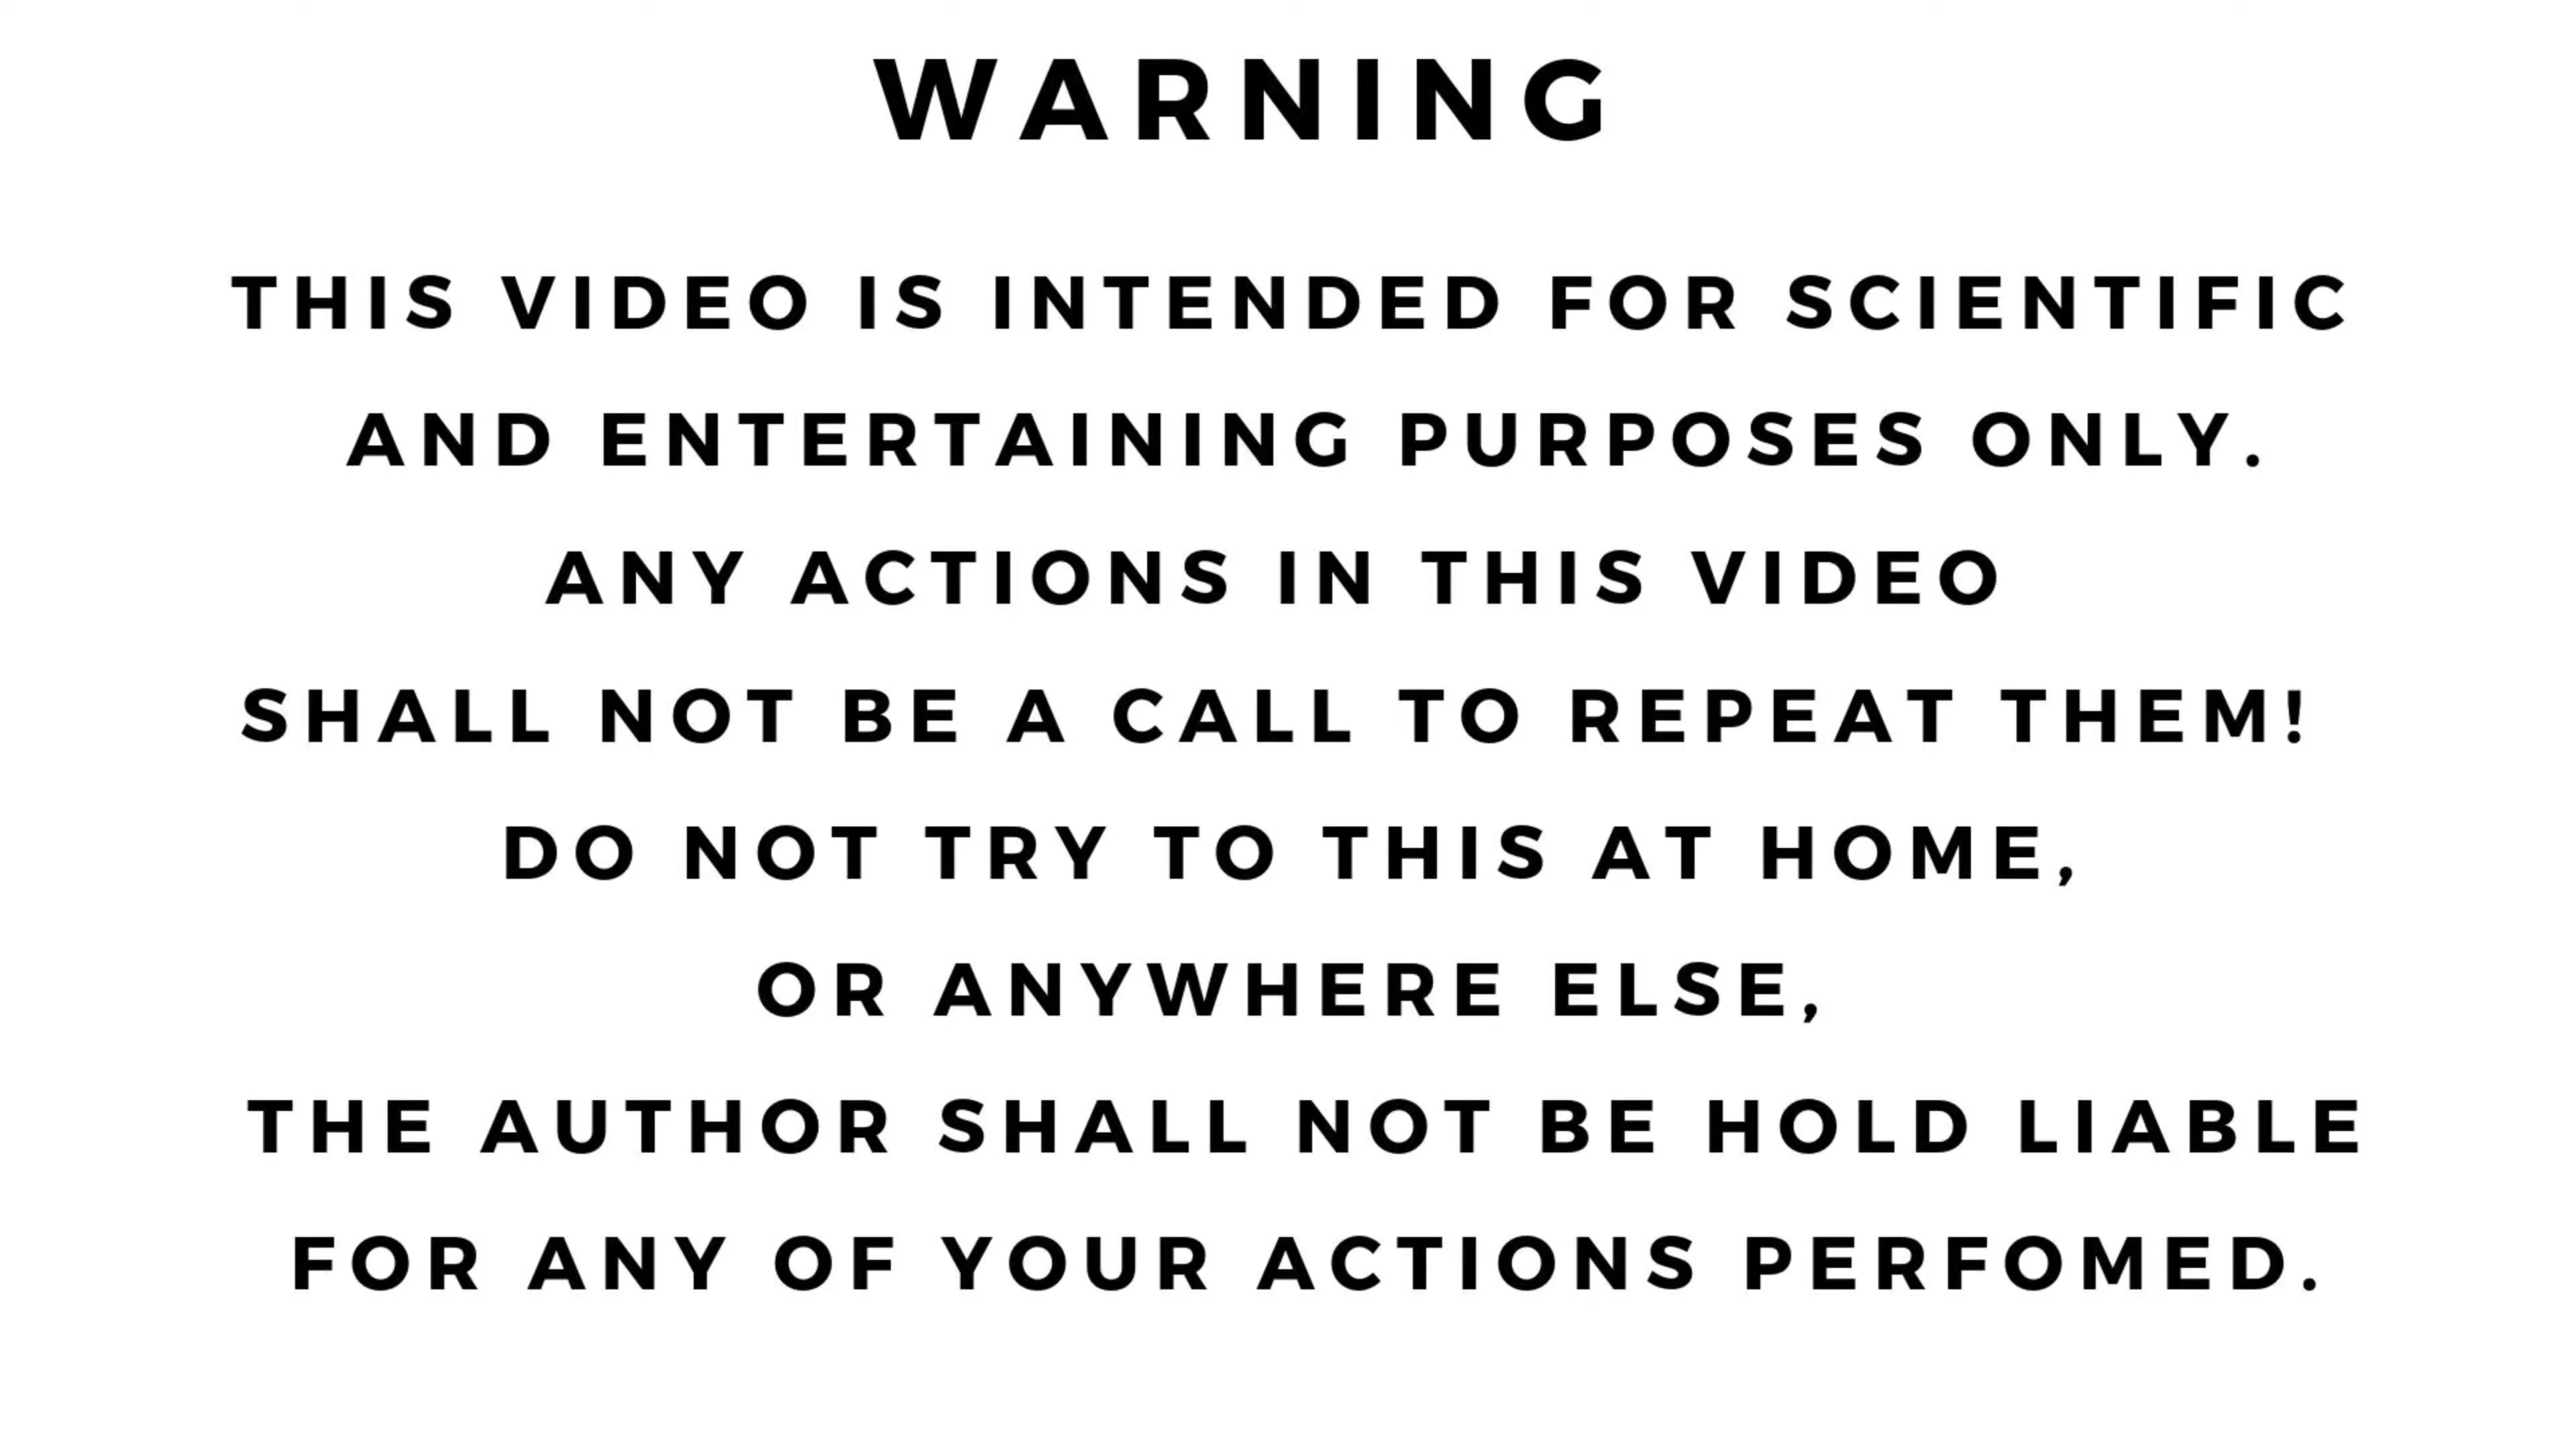 WARNING
THIS VIDEO IS INTENDED FOR SCIENTIFIC
AND ENTERTAINING PURPOSES ONLY.
ANY ACTIONS IN THIS VIDEO
SHALL NOT BE A CALL TO REPEAT THEM!
DO NOT TRY TO THIS AT HOME,
OR ANYWHERE ELSE,
THE AUTHOR SHALL NOT BE HOLD LIABLE
FOR ANY OF YOUR ACTIONS PERFOMED.